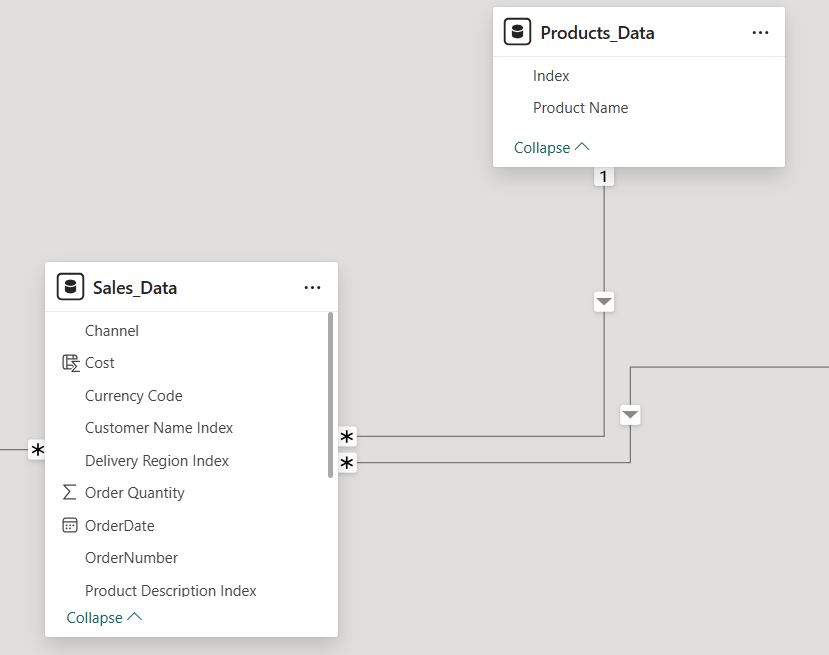 Products_Data
Index
Product Name
Collapse
1
Sales_Data
Channel
Cost
Currency Code
Customer Name Index
*
Delivery Region Index
*
*
Order Quantity
OrderDate
OrderNumber
Product Description Index
Collapse